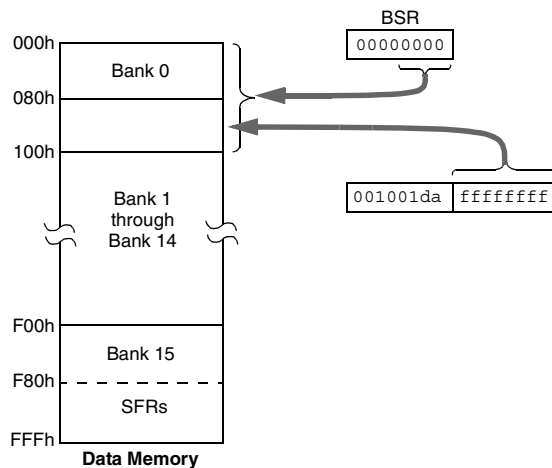 BSR
00000000
000h
Bank 0
080h
100h
001001da ffffffff
Bank 1
through
Bank 14
F00h
Bank 15
F80h
SFRs
FFFh
Data Memory